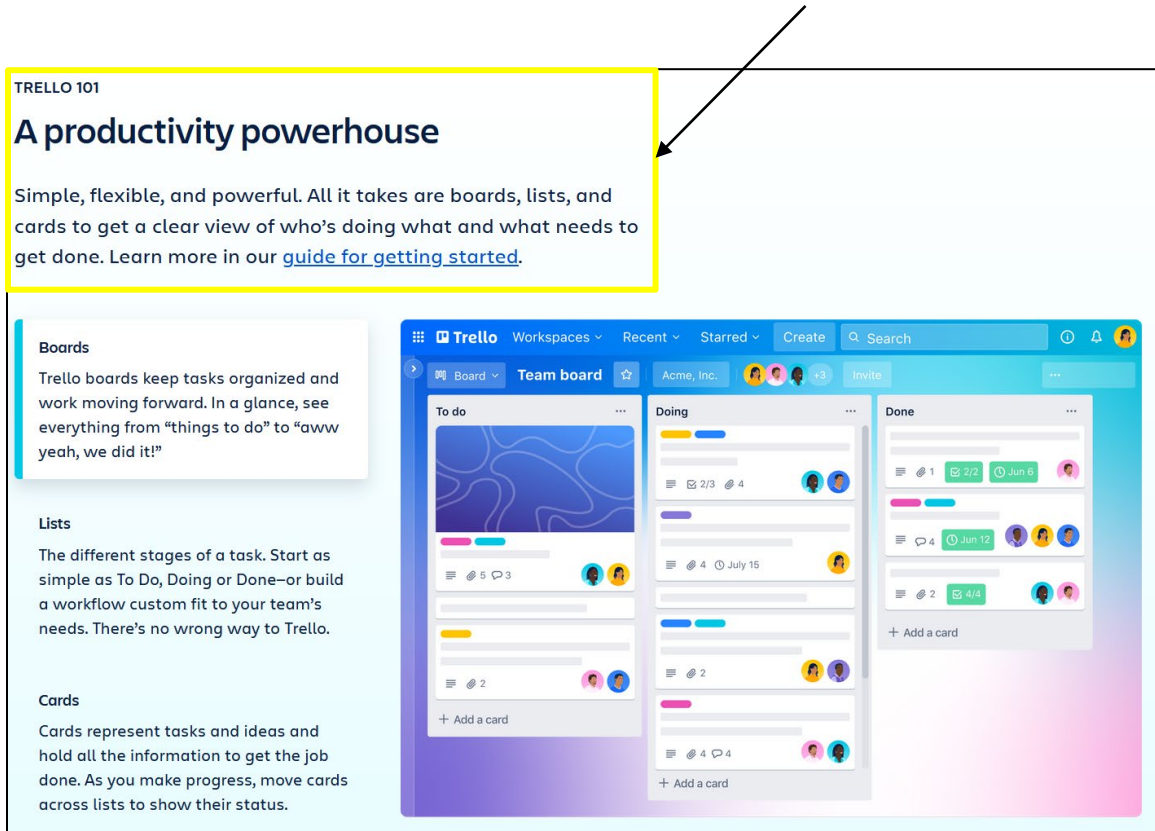 TRELLO 101
A productivity powerhouse
Simple, flexible, and powerful. All it takes are boards, lists, and
cards to get a clear view of who’s doing what and what needs to
get done. Learn more in our guide for getting started.
Boards
Trello boards keep tasks organized and
work moving forward. In a glance, see
everything from “things to do” to “aww
yeah, we did it!”
Lists
The different stages of a task. Start as
simple as To Do, Doing or Done–or build
a workflow custom fit to your team’s
needs. There’s no wrong way to Trello.
Cards
Cards represent tasks and ideas and
hold all the information to get the job
done. As you make progress, move cards
across lists to show their status.
Trello Workspaces Recent Starred Create Search
Board Team board Acme, Inc. +3 Invite
To do
5 3
2
+ Add a card
Doing
2/3 4
4 July 15
2
4 4
+ Add a card
Done
1 2/2 Jun 6
4 Jun 12
2 4/4
+ Add a card